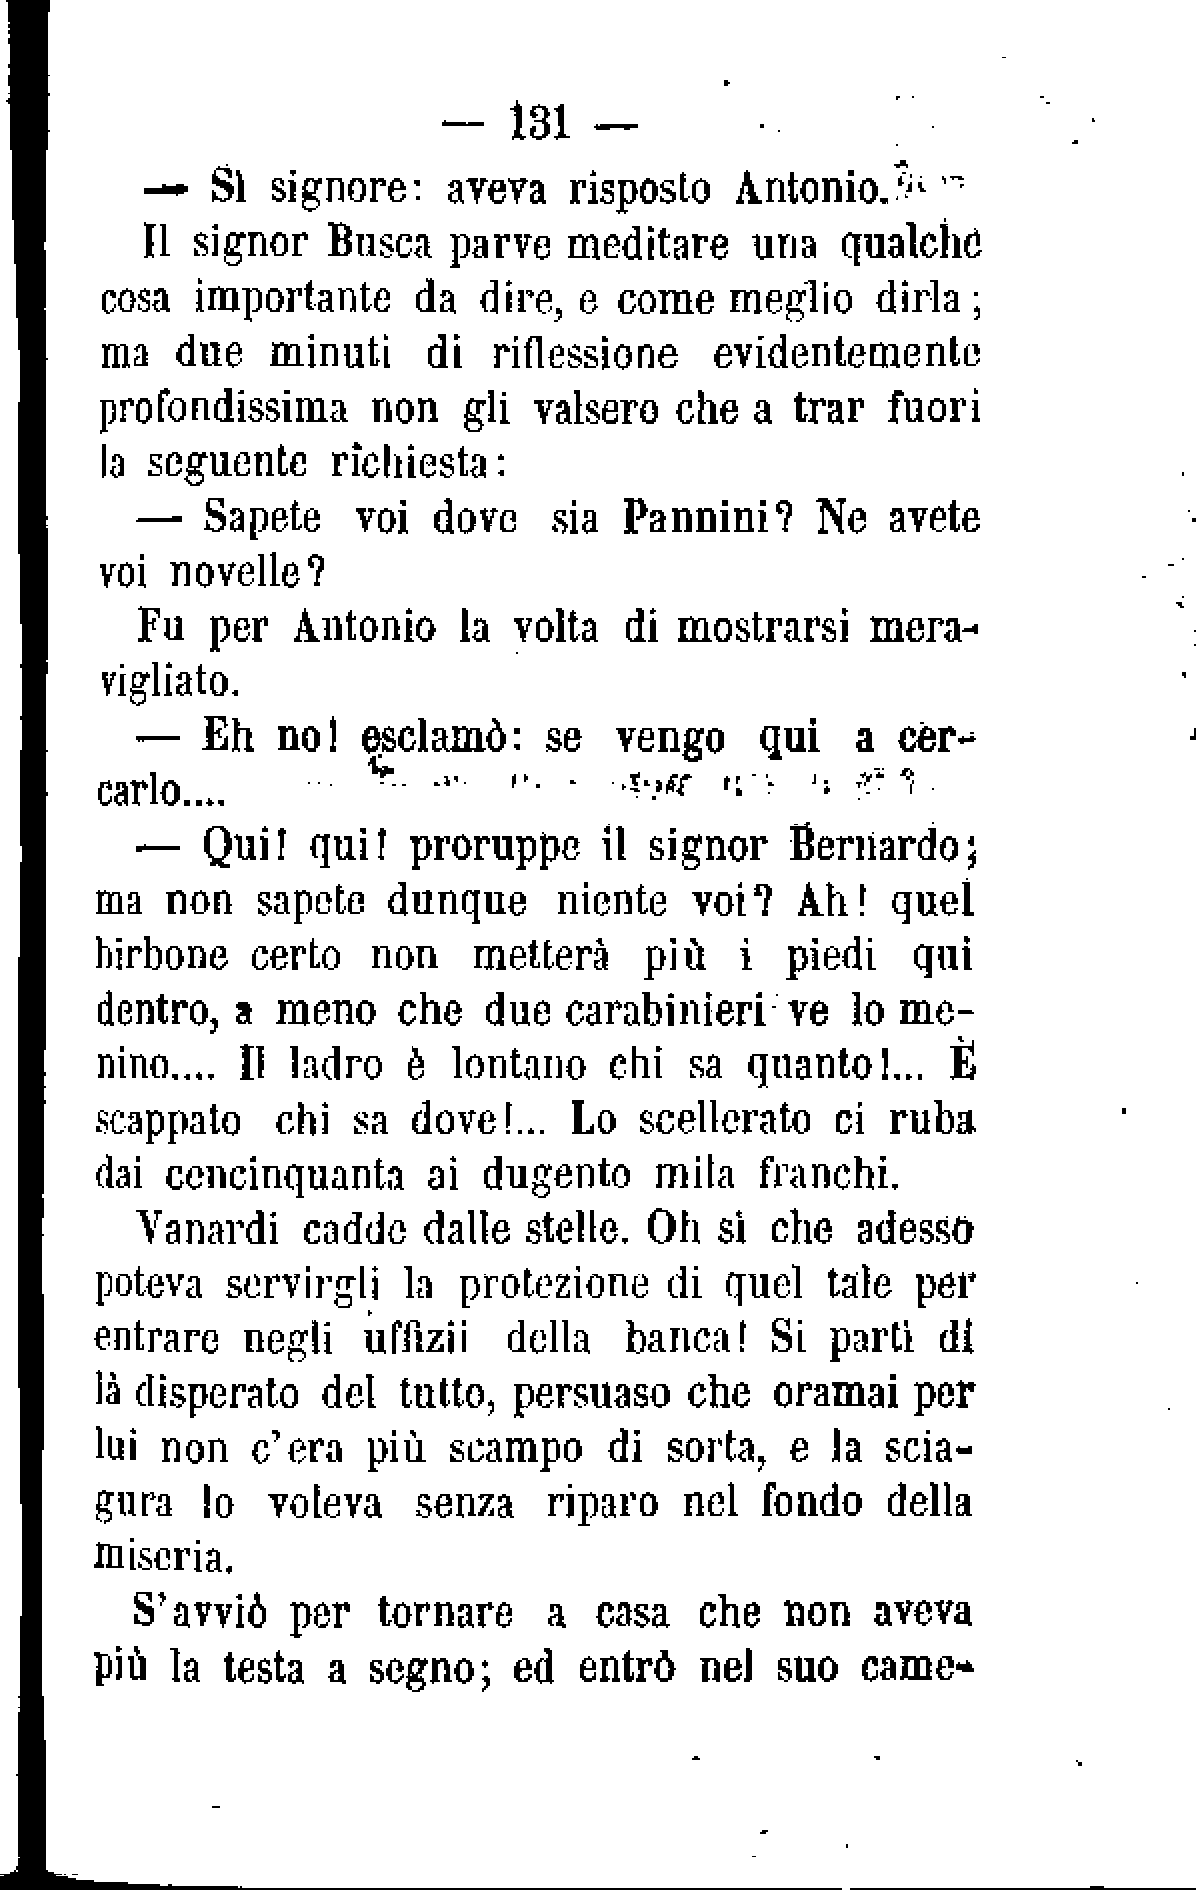 — 131 —
— Sì signore: aveva risposto Antonio.
Il signor Busca parve meditare una qualche
cosa importante da dire, e come meglio dirla;
ma due minuti di riflessione evidentemente
profondissima non gli valsero che a trar fuori
la seguente richiesta:
— Sapete voi dove sia Pannini? Ne avete
voi novelle?
Fu per Antonio la volta di mostrarsi mera-
vigliato.
— Eh no! esclamò: se vengo qui a cer-
carlo....
— Qui! qui! proruppe il signor Bernardo;
ma non sapete dunque niente voi? Ah! quel
birbone certo non metterà più i piedi qui
dentro, a meno che due carabinieri ve lo me-
nino.... Il ladro è lontano chi sa quanto!... È
scappato chi sa dove!... Lo scellerato ci ruba
dai cencinquanta ai dugento mila franchi.
Vanardi cadde dalle stelle. Oh sì che adesso
poteva servirgli la protezione di quel tale per
entrare negli uffizii della banca! Si partì di
là disperato del tutto, persuaso che oramai per
lui non c'era più scampo di sorta, e la scia-
gura lo voleva senza riparo nel fondo della
miseria.
S'avviò per tornare a casa che non aveva
più la testa a segno; ed entrò nel suo came-